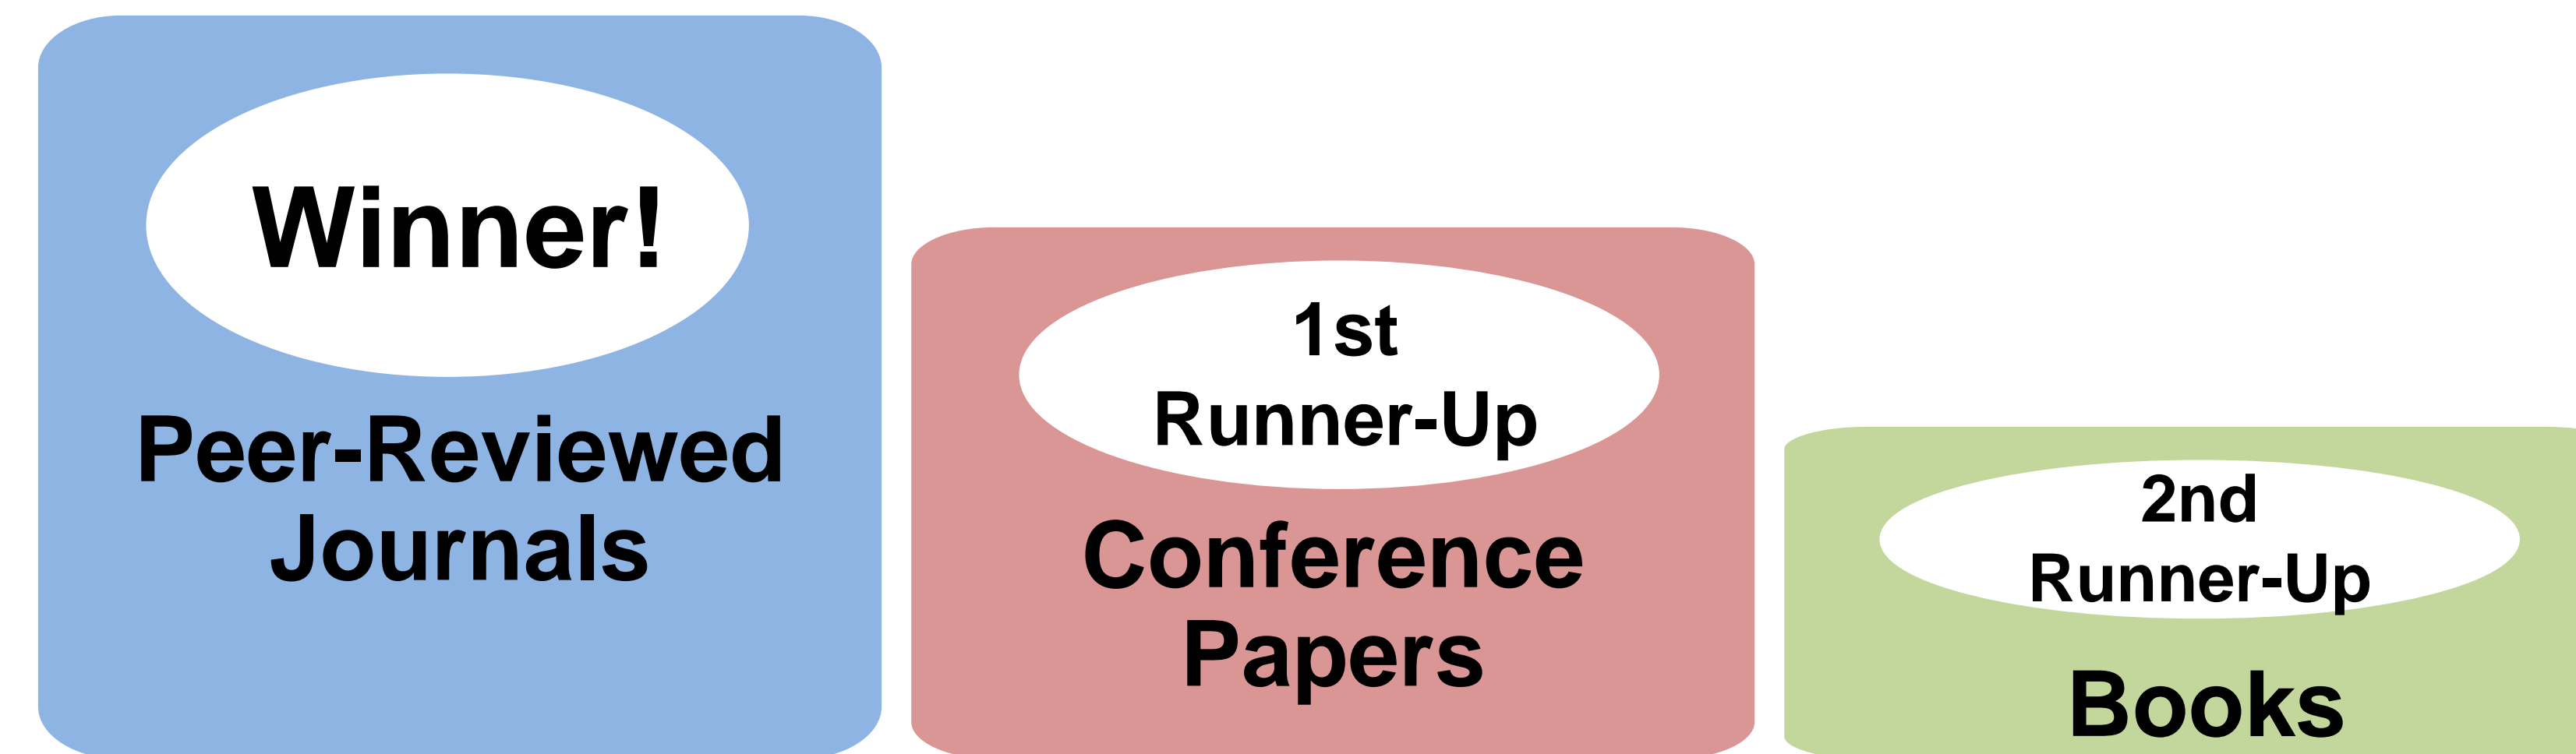 Winner!
Peer-Reviewed
Journals
1st
Runner-Up
Conference
Papers
2nd
Runner-Up
Books